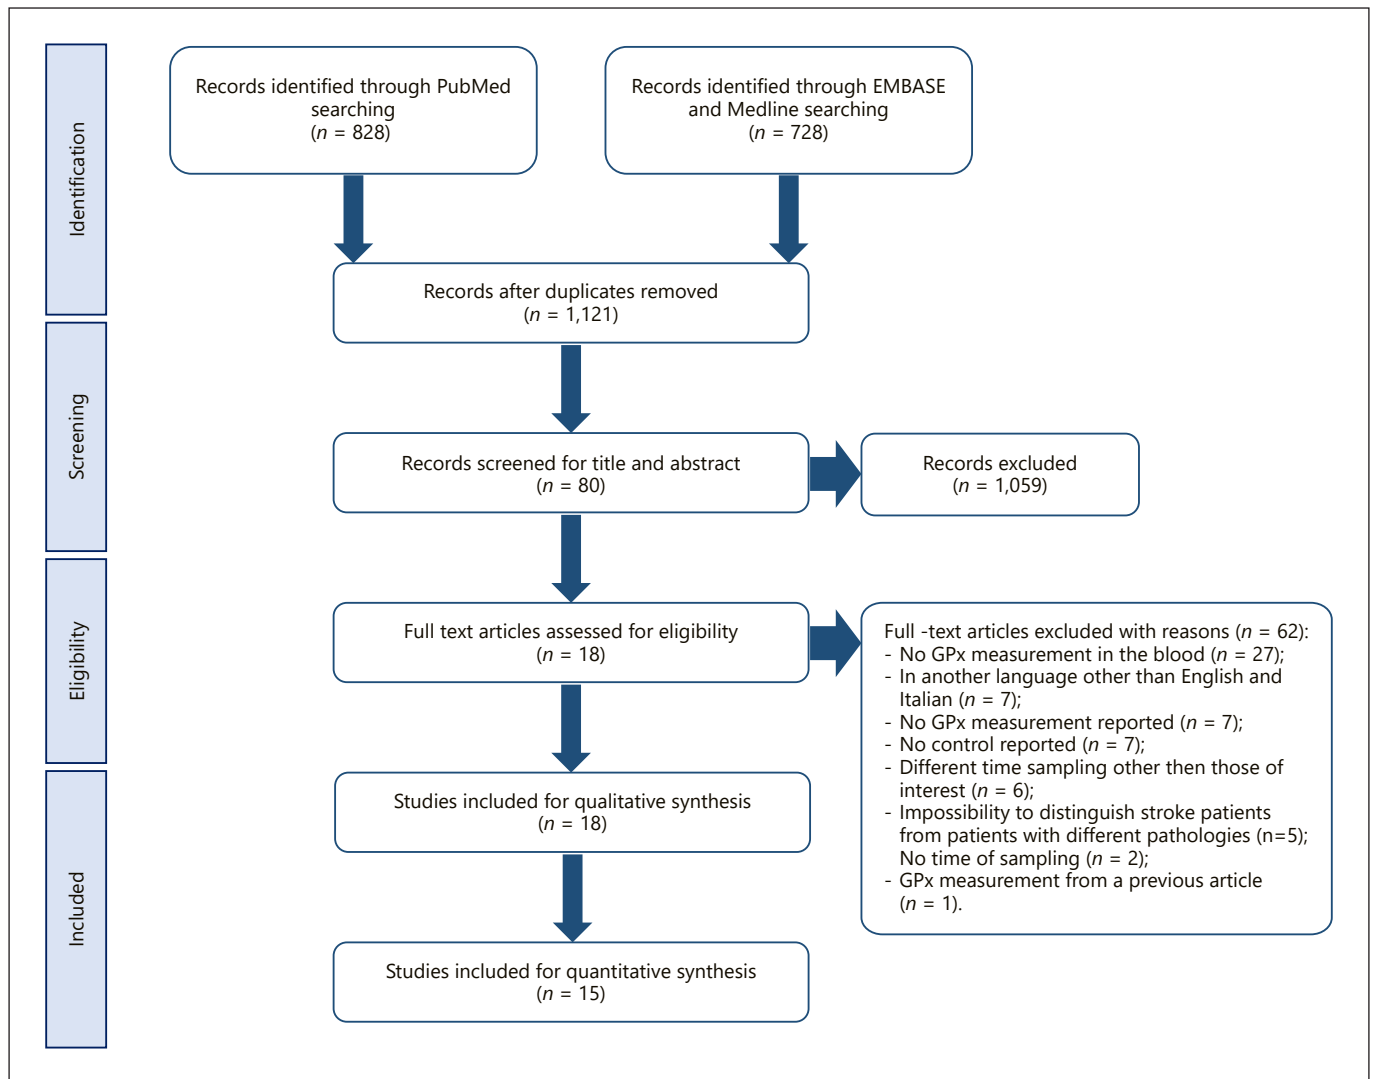 Identification
Records identified through PubMed
searching
(n = 828)
Records identified through EMBASE
and Medline searching
(n = 728)
Records after duplicates removed
(n = 1,121)
Screening
Records screened for title and abstract
(n = 80)
Records excluded
(n = 1,059)
Eligibility
Full text articles assessed for eligibility
(n = 18)
Full -text articles excluded with reasons (n = 62):
- No GPx measurement in the blood (n = 27);
- In another language other than English and
Italian (n = 7);
- No GPx measurement reported (n = 7);
- No control reported (n = 7);
- Different time sampling other then those of
interest (n = 6);
- Impossibility to distinguish stroke patients
from patients with different pathologies (n=5);
No time of sampling (n = 2);
- GPx measurement from a previous article
(n = 1).
Included
Studies included for qualitative synthesis
(n = 18)
Studies included for quantitative synthesis
(n = 15)